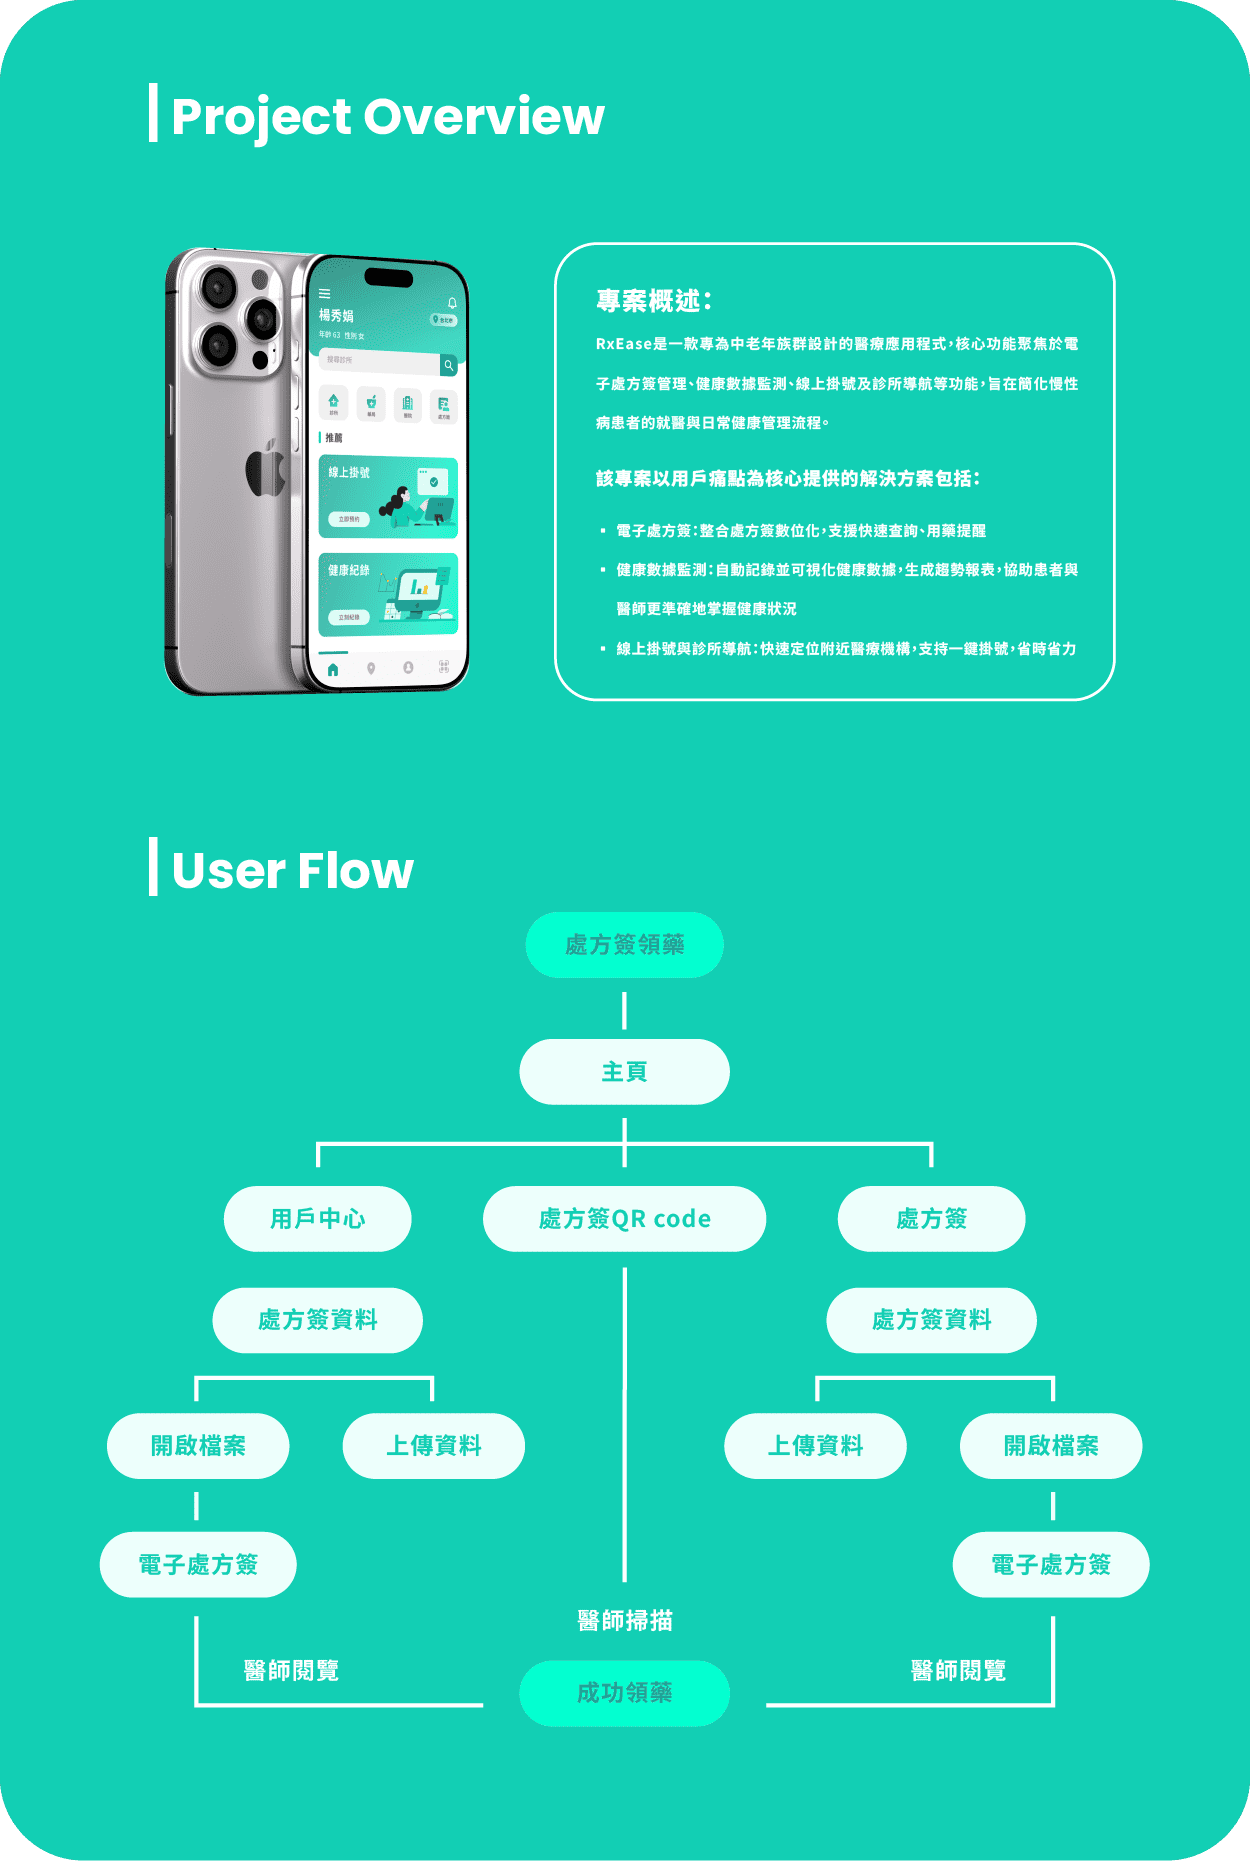 Project Overview
楊秀娟
年齡 63 性別 女
台北市
搜尋診所
診所
藥局
醫院
處方籤
推薦
線上掛號
立即預約
健康紀錄
立刻紀錄
專案概述：
RxEase是一款專為中老年族群設計的醫療應用程式，核心功能聚焦於電
子處方簽管理、健康數據監測、線上掛號及診所導航等功能，旨在簡化慢性
病患者的就醫與日常健康管理流程。
該專案以用戶痛點為核心提供的解決方案包括：
▪ 電子處方簽：整合處方簽數位化，支援快速查詢、用藥提醒
▪ 健康數據監測：自動記錄並可視化健康數據，生成趨勢報表，協助患者與
醫師更準確地掌握健康狀況
▪ 線上掛號與診所導航：快速定位附近醫療機構，支持一鍵掛號，省時省力
User Flow
處方簽領藥
主頁
用戶中心
處方簽QR code
處方簽
處方簽資料
處方簽資料
開啟檔案
上傳資料
上傳資料
開啟檔案
電子處方簽
電子處方簽
醫師掃描
醫師閱覽
醫師閱覽
成功領藥